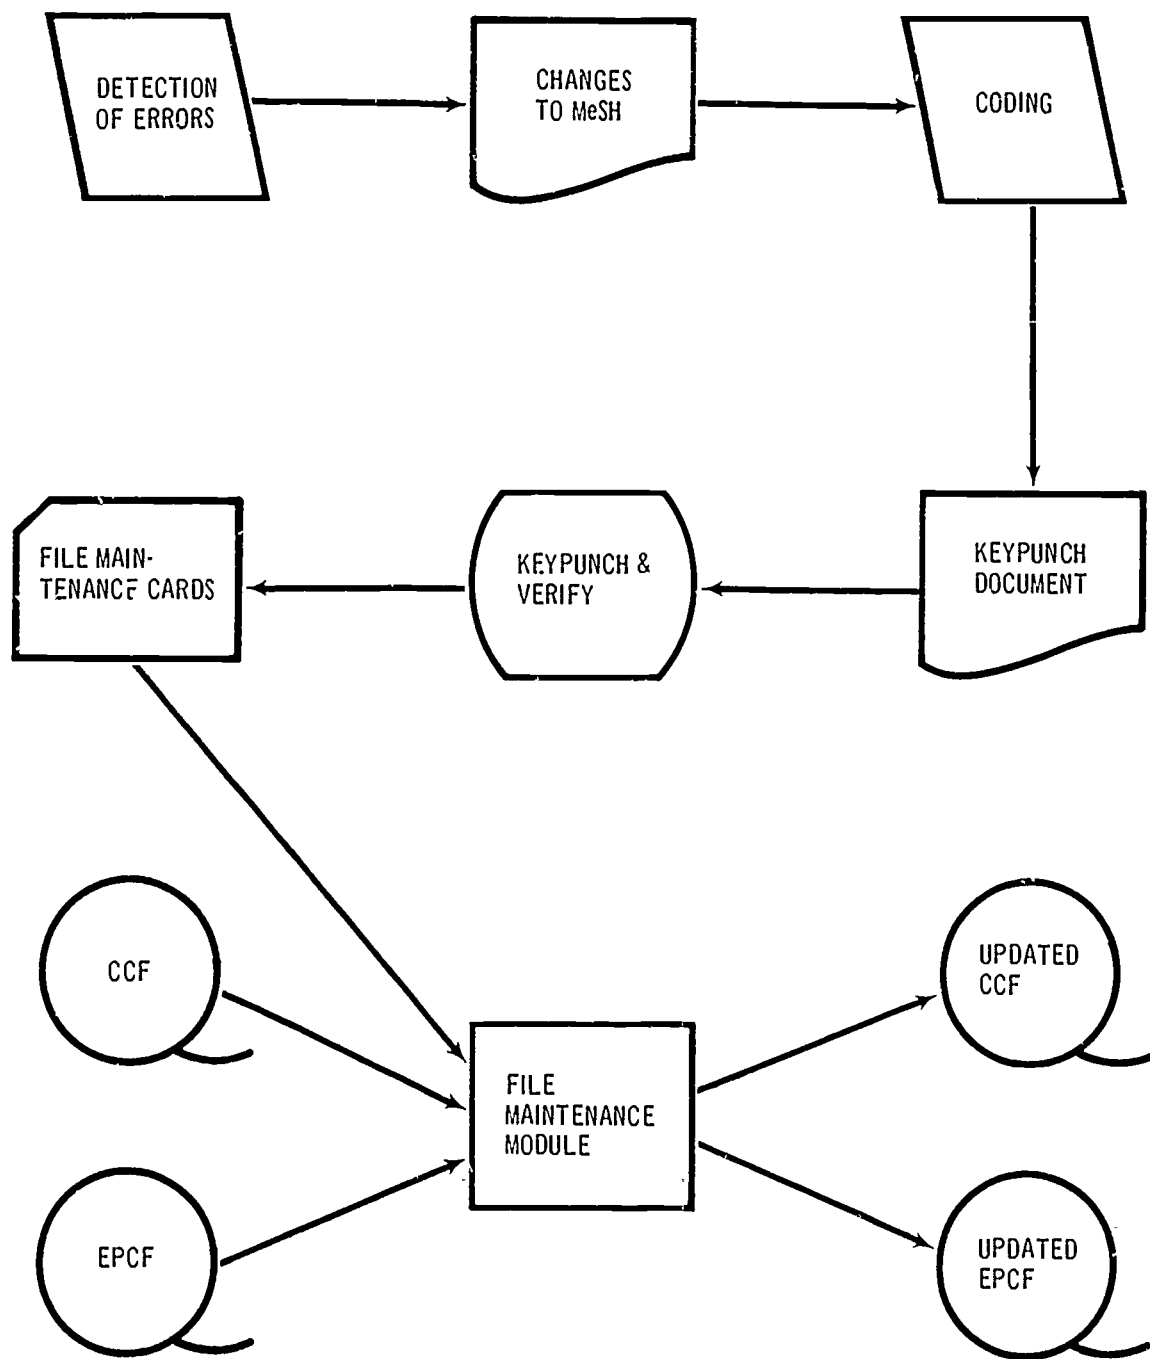 DETECTION
OF ERRORS
CHANGES
TO MeSH
CODING
FILE MAIN-
TENANCE CARDS
KEYPUNCH &
VERIFY
KEYPUNCH
DOCUMENT
CCF
UPDATED
CCF
FILE
MAINTENANCE
MODULE
EPCF
UPDATED
EPCF